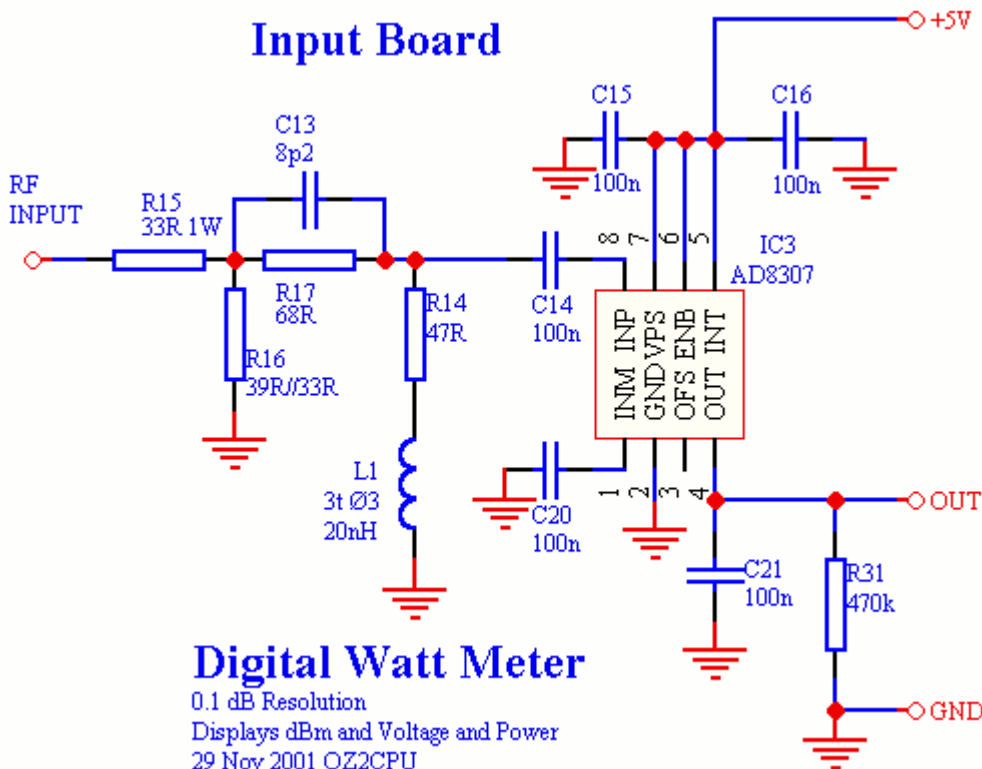 Input Board
+5V
C15
100n
C16
100n
C13
8p2
RF
INPUT
R15
33R 1W
R17
68R
R16
39R//33R
R14
47R
C14
100n
8
7
6
5
IC3
AD8307
INM INP
GND VPS
OFS ENB
OUT INT
1
2
3
4
L1
3t Ø3
20nH
C20
100n
OUT
C21
100n
R31
470k
GND
Digital Watt Meter
0.1 dB Resolution
Displays dBm and Voltage and Power
29 Nov 2001 OZ2CPU